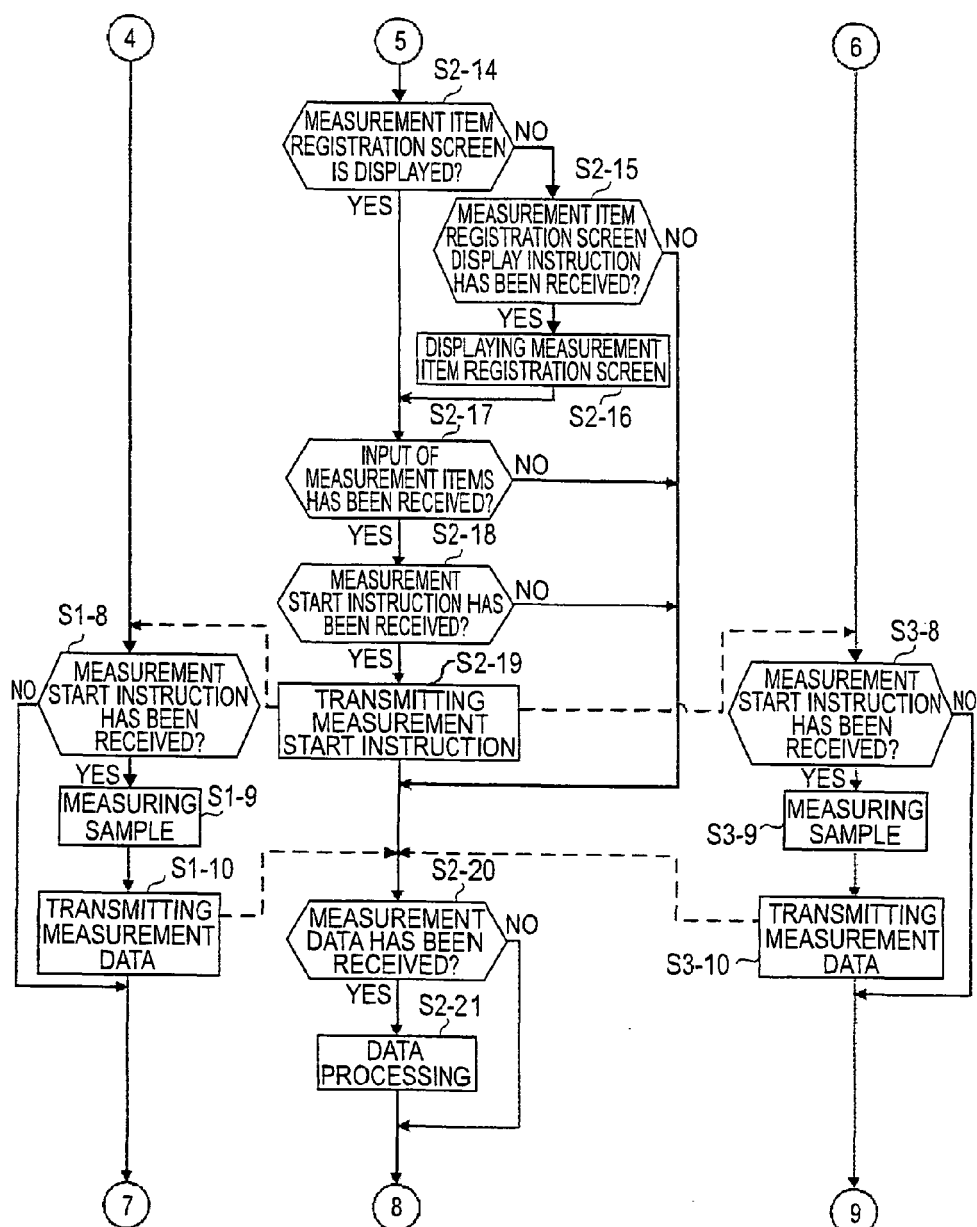 4
5
6
S2-14
MEASUREMENT ITEM
REGISTRATION SCREEN
IS DISPLAYED?
NO
YES
S2-15
MEASUREMENT ITEM
REGISTRATION SCREEN
DISPLAY INSTRUCTION
HAS BEEN RECEIVED?
NO
YES
DISPLAYING MEASUREMENT
ITEM REGISTRATION SCREEN
S2-16
S2-17
INPUT OF
MEASUREMENT ITEMS
HAS BEEN RECEIVED?
NO
YES
S2-18
MEASUREMENT
START INSTRUCTION HAS
BEEN RECEIVED?
NO
YES
S2-19
TRANSMITTING
MEASUREMENT
START INSTRUCTION
S1-8
MEASUREMENT
START INSTRUCTION
HAS BEEN
RECEIVED?
NO
YES
S1-9
MEASURING
SAMPLE
S1-10
TRANSMITTING
MEASUREMENT
DATA
S3-8
MEASUREMENT
START INSTRUCTION
HAS BEEN
RECEIVED?
NO
YES
S3-9
MEASURING
SAMPLE
S3-10
TRANSMITTING
MEASUREMENT
DATA
S2-20
MEASUREMENT
DATA HAS BEEN
RECEIVED?
NO
YES
S2-21
DATA
PROCESSING
7
8
9